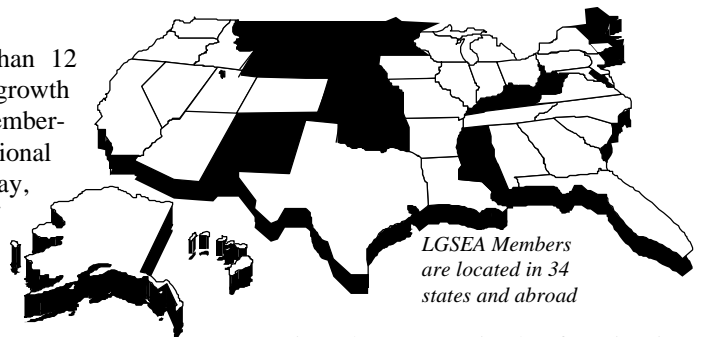 han 12
growth
ember-
ional
ay,
LGSEA Members
are located in 34
states and abroad